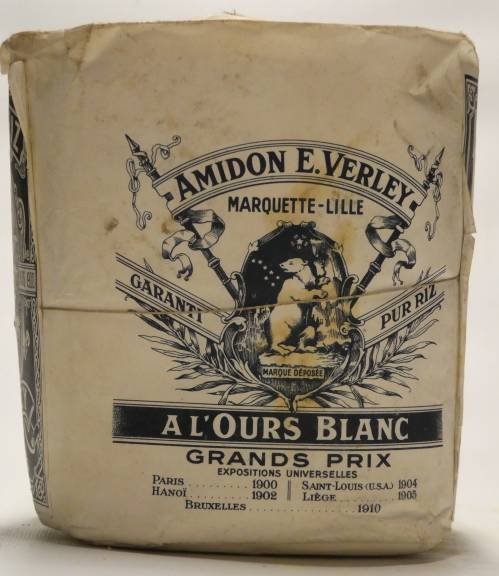 AMIDON E. VERLEY
MARQUETTE-LILLE
GARANTI
PUR RIZ
MARQUE DÉPOSÉE
A L'OURS BLANC
GRANDS PRIX
EXPOSITIONS UNIVERSELLES
PARIS ........ 1900 SAINT-LOUIS (U.S.A.) 1904
HANOÏ ......... 1902 LIÈGE ......... 1905
BRUXELLES ................ 1910